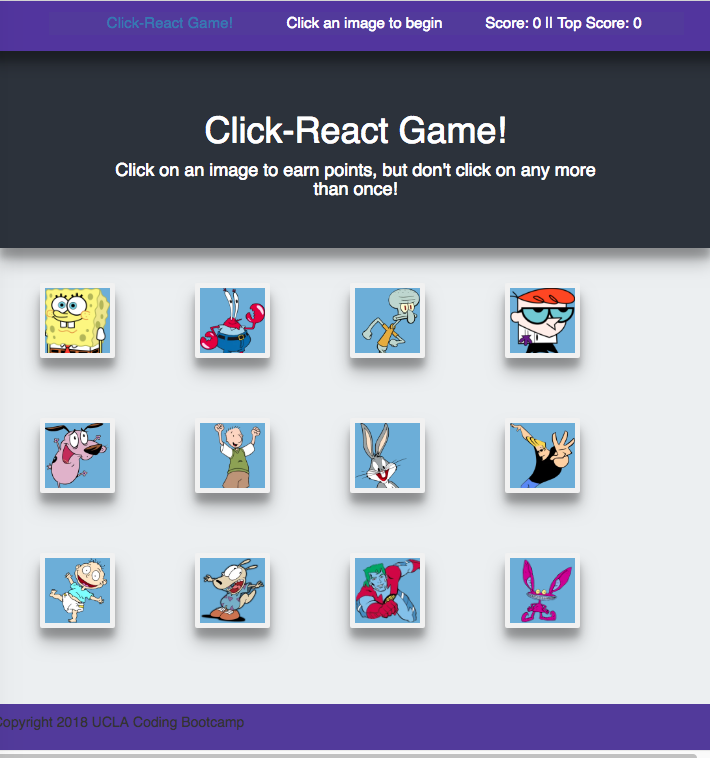 Click-React Game! Click an image to begin Score: 0 || Top Score: 0
Click-React Game!
Click on an image to earn points, but don't click on any more
than once!
Copyright 2018 UCLA Coding Bootcamp